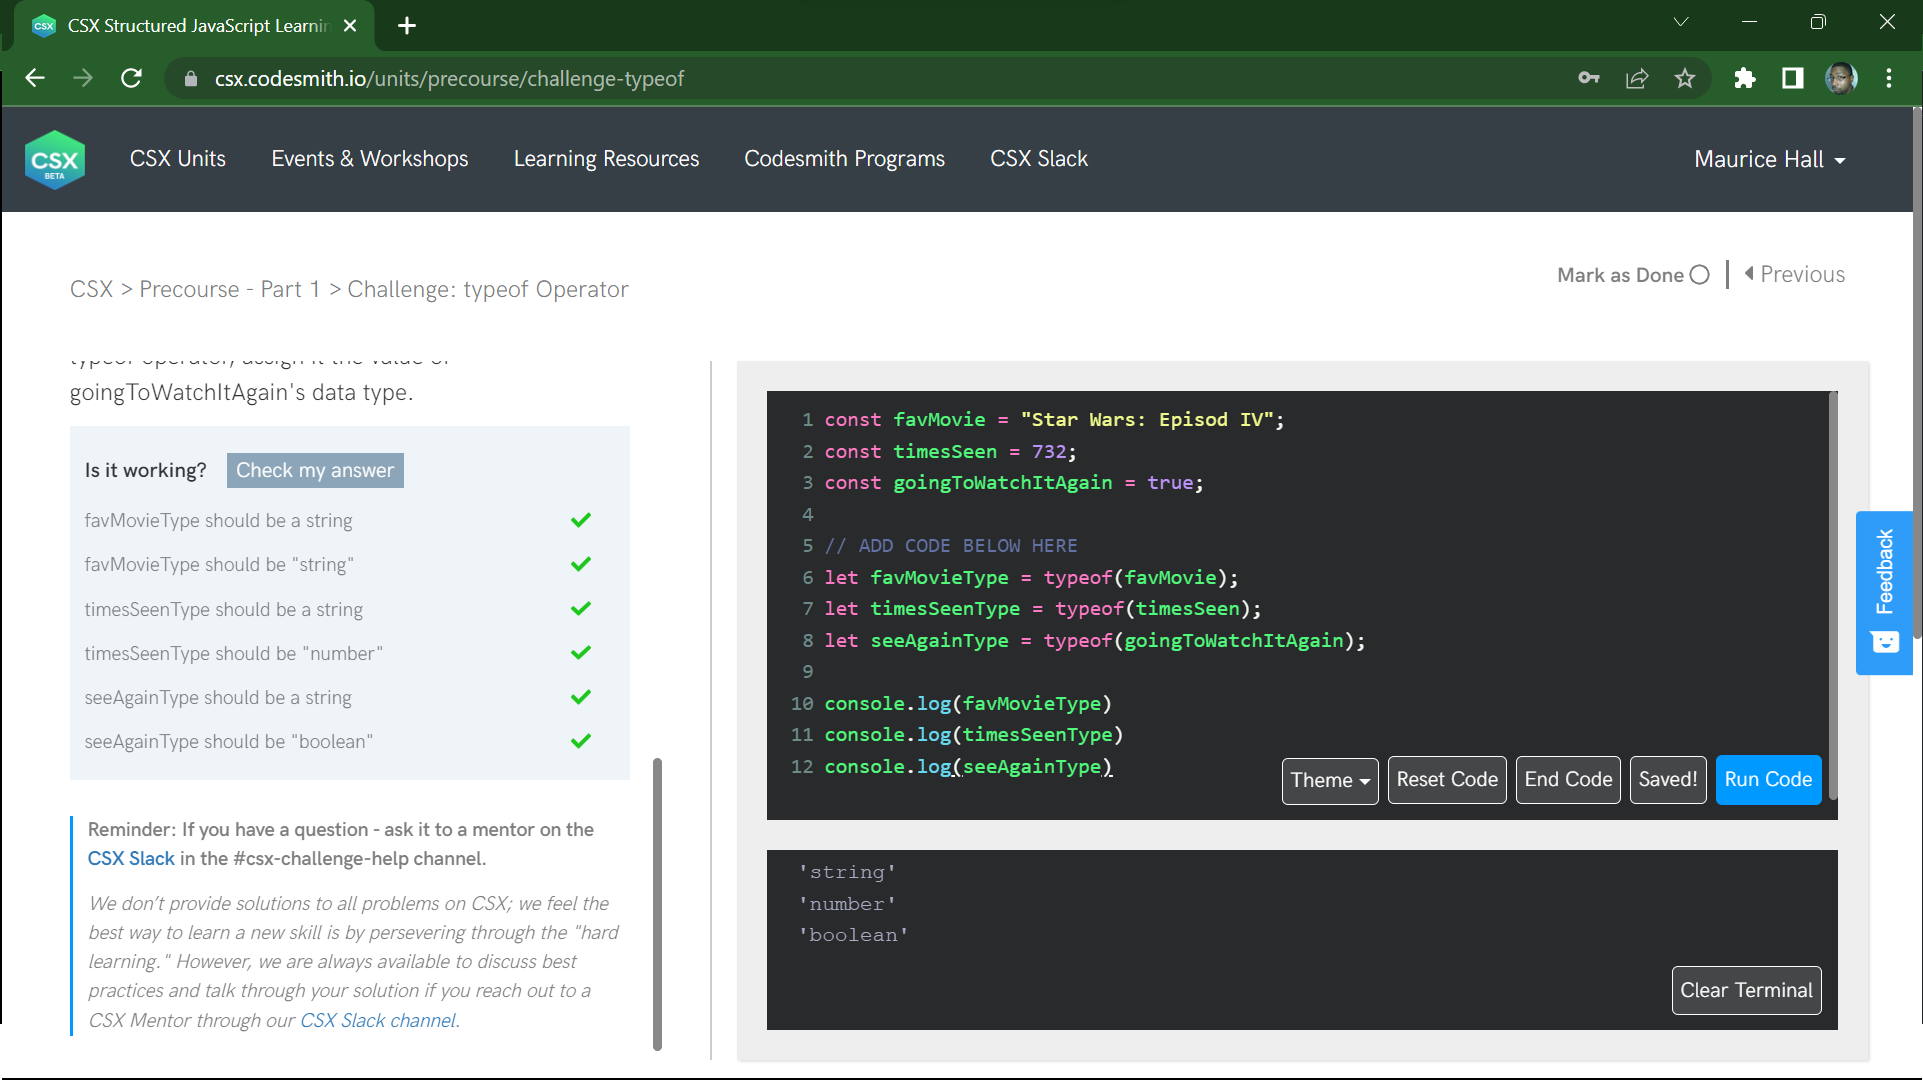 CSX Structured JavaScript Learnin
csx.codesmith.io/units/precourse/challenge-typeof
CSX
BETA
CSX Units
Events & Workshops
Learning Resources
Codesmith Programs
CSX Slack
Maurice Hall
CSX > Precourse - Part 1 > Challenge: typeof Operator
Mark as Done
Previous
typeof operator, assign it the value of
goingToWatchItAgain's data type.
Is it working?
Check my answer
favMovieType should be a string
favMovieType should be "string"
timesSeenType should be a string
timesSeenType should be "number"
seeAgainType should be a string
seeAgainType should be "boolean"
Reminder: If you have a question - ask it to a mentor on the
CSX Slack in the #csx-challenge-help channel.
We don’t provide solutions to all problems on CSX; we feel the
best way to learn a new skill is by persevering through the "hard
learning." However, we are always available to discuss best
practices and talk through your solution if you reach out to a
CSX Mentor through our CSX Slack channel.
1 const favMovie = "Star Wars: Episod IV";
2 const timesSeen = 732;
3 const goingToWatchItAgain = true;
4
5 // ADD CODE BELOW HERE
6 let favMovieType = typeof(favMovie);
7 let timesSeenType = typeof(timesSeen);
8 let seeAgainType = typeof(goingToWatchItAgain);
9
10 console.log(favMovieType)
11 console.log(timesSeenType)
12 console.log(seeAgainType)
Theme
Reset Code
End Code
Saved!
Run Code
'string'
'number'
'boolean'
Clear Terminal
Feedback